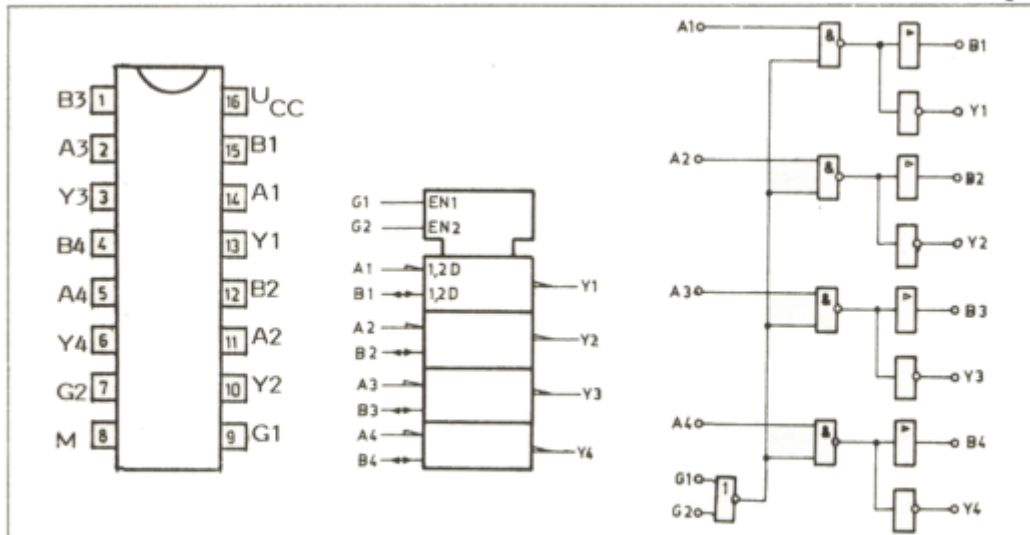 B3 1 16 UCC
A3 2 15 B1
Y3 3 14 A1
B4 4 13 Y1
A4 5 12 B2
Y4 6 11 A2
G2 7 10 Y2
M 8 9 G1
G1 EN1
G2 EN2
A1 1,2D
B1 1,2D
Y1
A2
B2
Y2
A3
B3
Y3
A4
B4
Y4
A1 & B1
Y1
A2 & B2
Y2
A3 & B3
Y3
A4 & B4
G1 1
G2 Y4